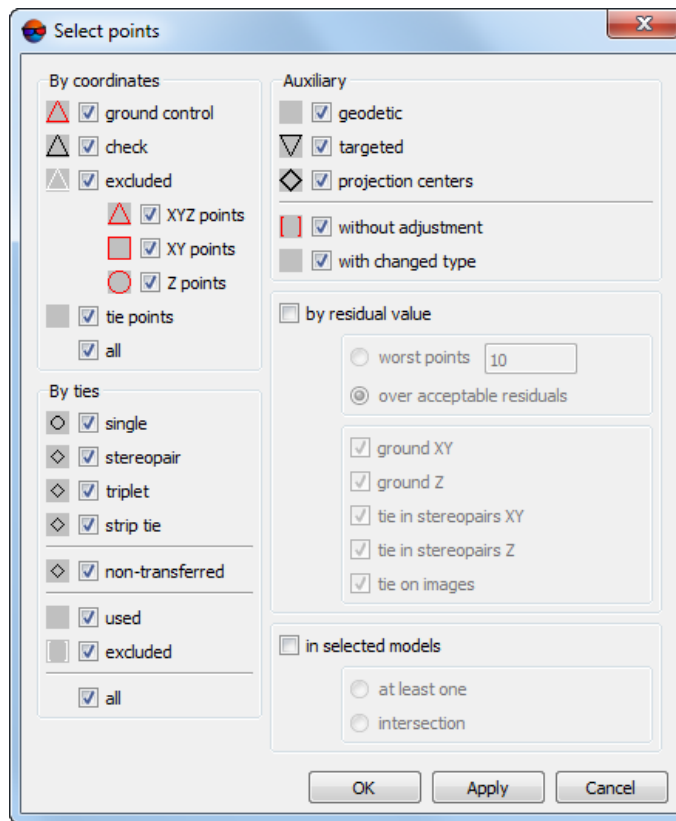 Select points
By coordinates
ground control
check
excluded
XYZ points
XY points
Z points
tie points
all
By ties
single
stereopair
triplet
strip tie
non-transferred
used
excluded
all
Auxiliary
geodetic
targeted
projection centers
without adjustment
with changed type
by residual value
worst points 10
over acceptable residuals
ground XY
ground Z
tie in stereopairs XY
tie in stereopairs Z
tie on images
in selected models
at least one
intersection
OK Apply Cancel